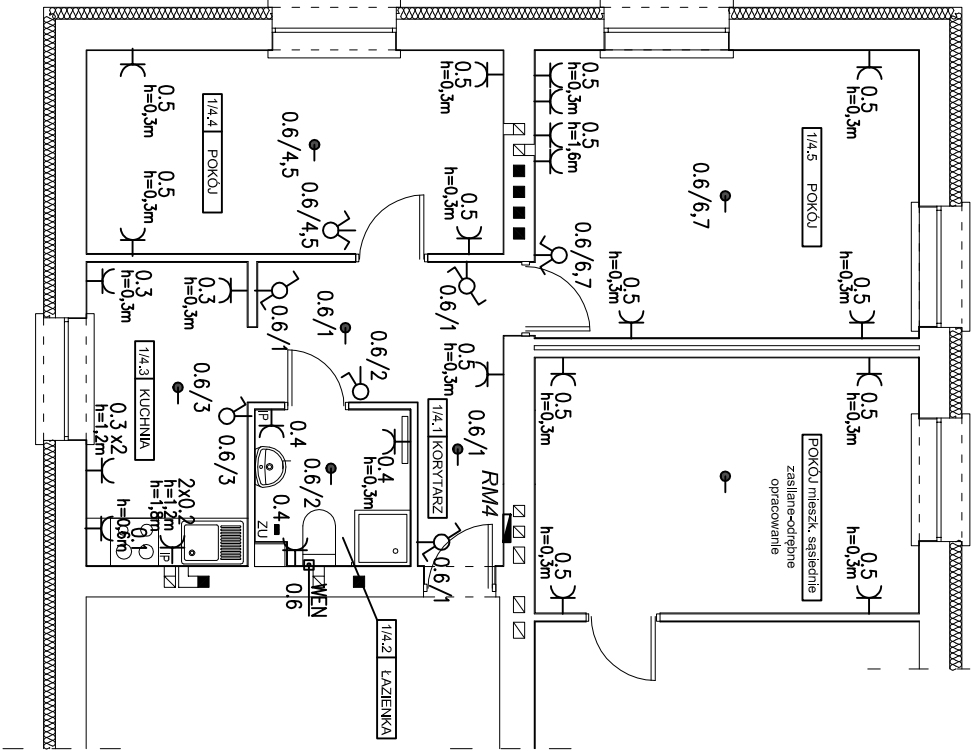 0.5
h=0,3m
0.5
h=0,3m
1/4.4 POKÓJ
0.6/4,5
0.6/4,5
0.5
h=0,3m
0.5
h=0,3m
0.5
h=0,3m
0.5
h=1,6m
0.6/6,7
0.6/6,7
1/4.5 POKÓJ
0.5
h=0,3m
0.5
h=0,3m
0.5
h=0,3m
0.3
h=0,3m
0.3
h=0,3m
0.6/1
0.6/1
0.6/1
0.6/2
0.5
h=0,3m
1/4.3 KUCHNIA
0.6/3
0.6/3
0.3 x2
h=1,2m
2x0.2
h=1,2m
h=1,8m
h=0,6m
IP
IP
0.4
0.6/2
0.4
h=0,3m
0.4
ZU
1/4.1 KORYTARZ
0.6/1
RM4
0.6/1
WEN
0.6
1/4.2 ŁAZIENKA
0.5
h=0,3m
0.5
h=0,3m
POKÓJ mieszk. sąsiednie
zasilane-odrębne
opracowanie
0.5
h=0,3m
0.5
h=0,3m